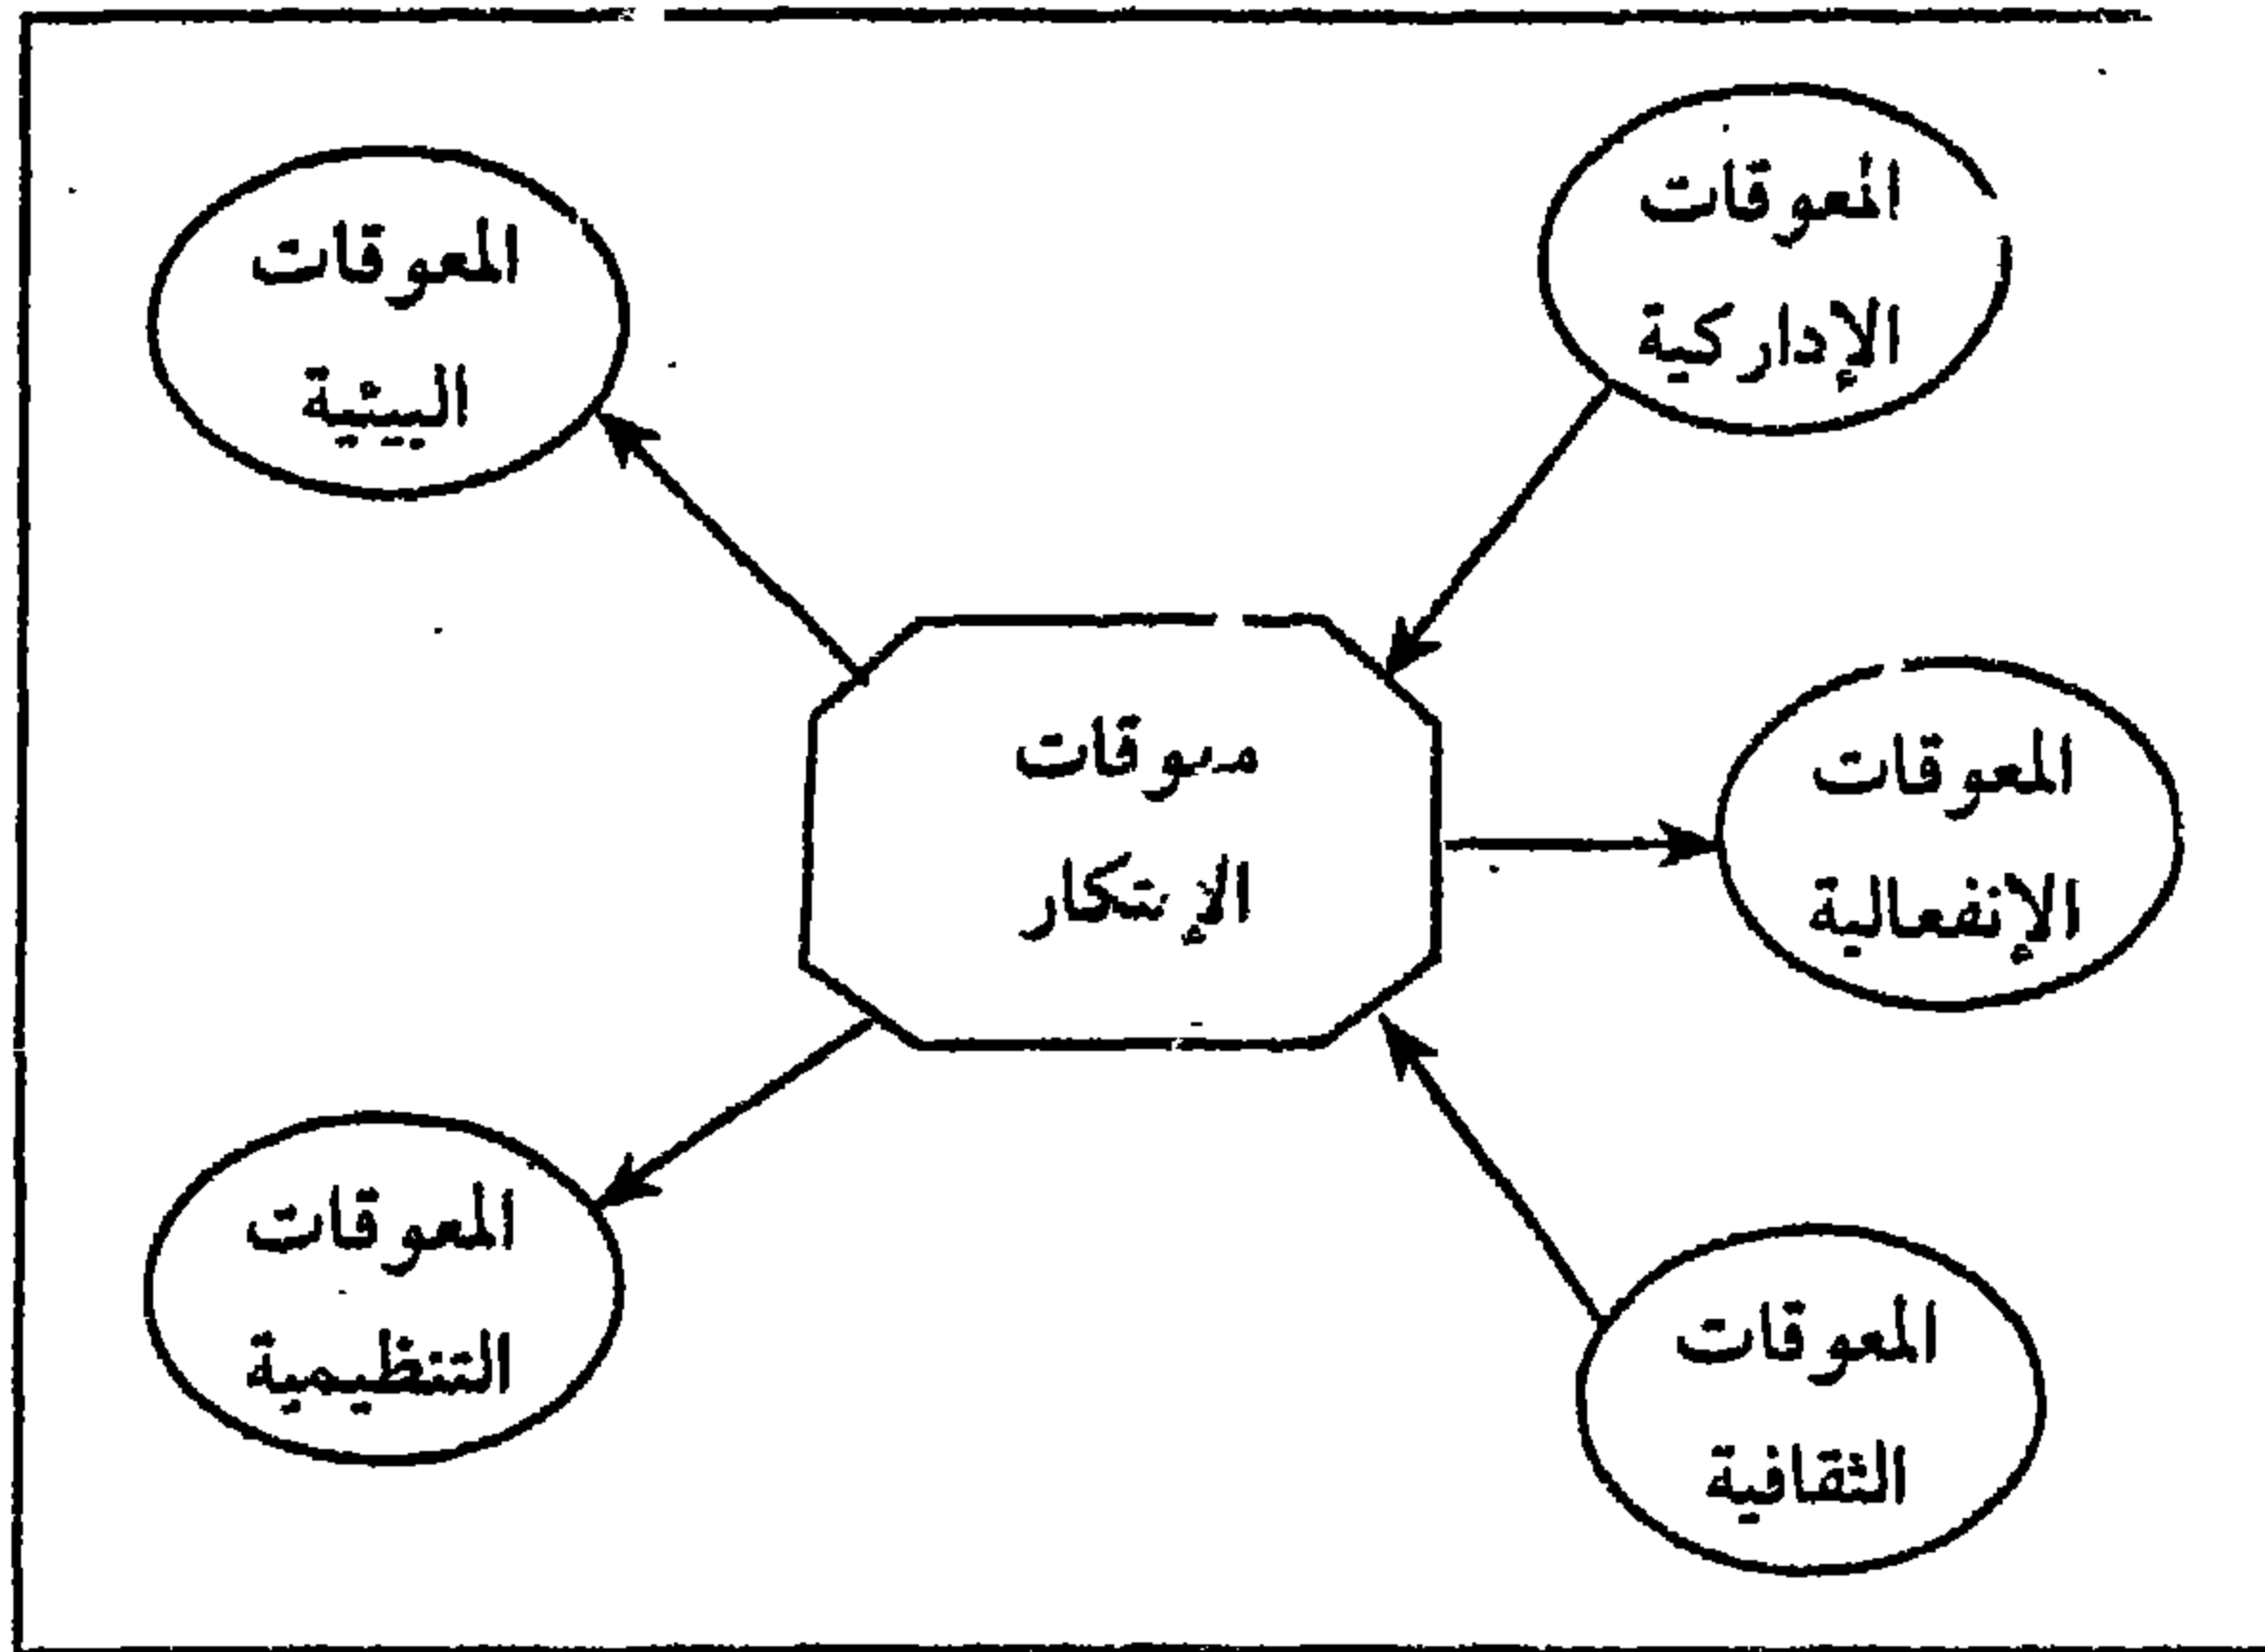 المعوقات
الإداركية
المعوقات
البيئية
معوقات
الإبتكار
المعوقات
الإنفعالية
المعوقات
التنظيمية
المعوقات
الثقافية